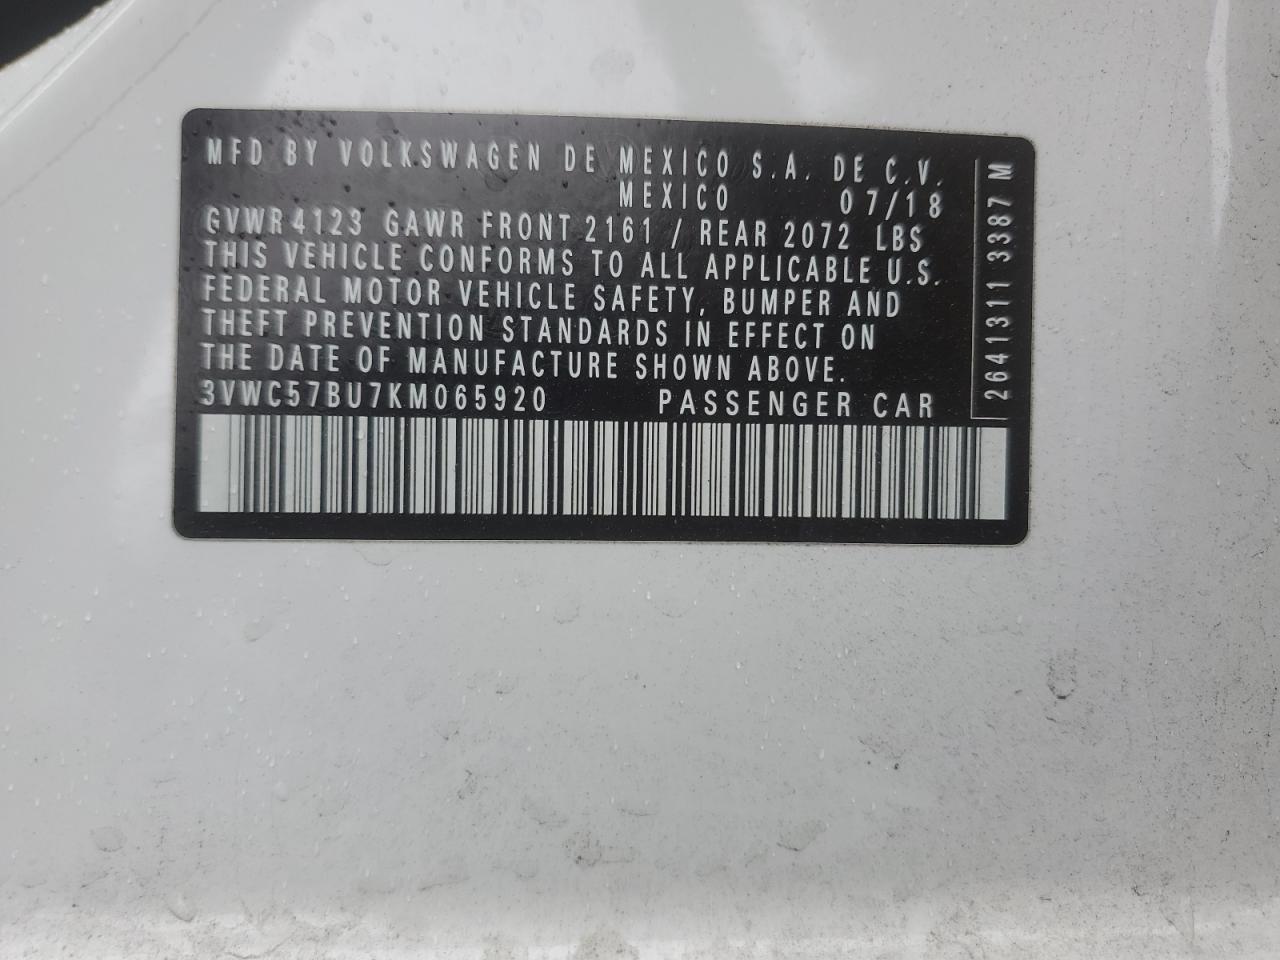 MFD BY VOLKSWAGEN DE MEXICO S.A. DE C.V.
MEXICO 07/18
GVWR 4123 GAWR FRONT 2161 / REAR 2072 LBS
THIS VEHICLE CONFORMS TO ALL APPLICABLE U.S.
FEDERAL MOTOR VEHICLE SAFETY, BUMPER AND
THEFT PREVENTION STANDARDS IN EFFECT ON
THE DATE OF MANUFACTURE SHOWN ABOVE.
3VWC57BU7KM065920 PASSENGER CAR
2641311 3387 M